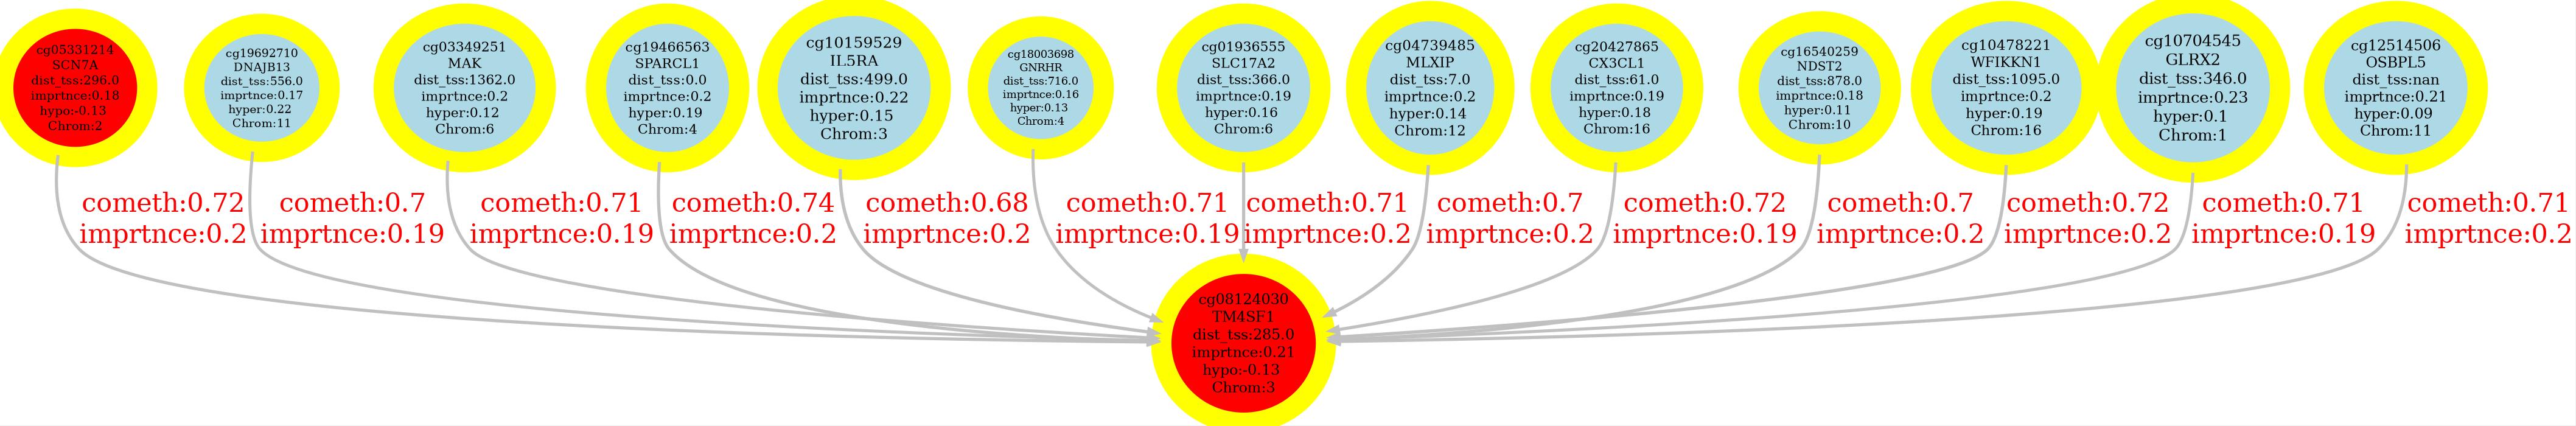 cg05331214
SCN7A
dist_tss:296.0
imprtnce:0.18
hypo:-0.13
Chrom:2
cg19692710
DNAJB13
dist_tss:556.0
imprtnce:0.17
hyper:0.22
Chrom:11
cg03349251
MAK
dist_tss:1362.0
imprtnce:0.2
hyper:0.12
Chrom:6
cg19466563
SPARCL1
dist_tss:0.0
imprtnce:0.2
hyper:0.19
Chrom:4
cg10159529
IL5RA
dist_tss:499.0
imprtnce:0.22
hyper:0.15
Chrom:3
cg18003698
GNRHR
dist_tss:716.0
imprtnce:0.16
hyper:0.13
Chrom:4
cg01936555
SLC17A2
dist_tss:366.0
imprtnce:0.19
hyper:0.16
Chrom:6
cg04739485
MLXIP
dist_tss:7.0
imprtnce:0.2
hyper:0.14
Chrom:12
cg20427865
CX3CL1
dist_tss:61.0
imprtnce:0.19
hyper:0.18
Chrom:16
cg16540259
NDST2
dist_tss:878.0
imprtnce:0.18
hyper:0.11
Chrom:10
cg10478221
WFIKKN1
dist_tss:1095.0
imprtnce:0.2
hyper:0.19
Chrom:16
cg10704545
GLRX2
dist_tss:346.0
imprtnce:0.23
hyper:0.1
Chrom:1
cg12514506
OSBPL5
dist_tss:nan
imprtnce:0.21
hyper:0.09
Chrom:11
cometh:0.72
imprtnce:0.2
cometh:0.7
imprtnce:0.19
cometh:0.71
imprtnce:0.19
cometh:0.74
imprtnce:0.2
cometh:0.68
imprtnce:0.2
cometh:0.71
imprtnce:0.19
cometh:0.71
imprtnce:0.2
cometh:0.7
imprtnce:0.2
cometh:0.72
imprtnce:0.19
cometh:0.7
imprtnce:0.2
cometh:0.72
imprtnce:0.2
cometh:0.71
imprtnce:0.19
cometh:0.71
imprtnce:0.2
cg08124030
TM4SF1
dist_tss:285.0
imprtnce:0.21
hypo:-0.13
Chrom:3